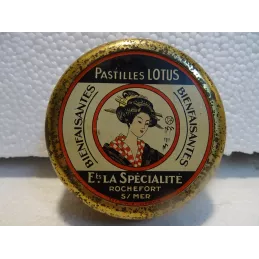 PASTILLES LOTUS
BIENFAISANTES
BIENFAISANTES
Ets LA SPÉCIALITÉ
ROCHEFORT
S/MER